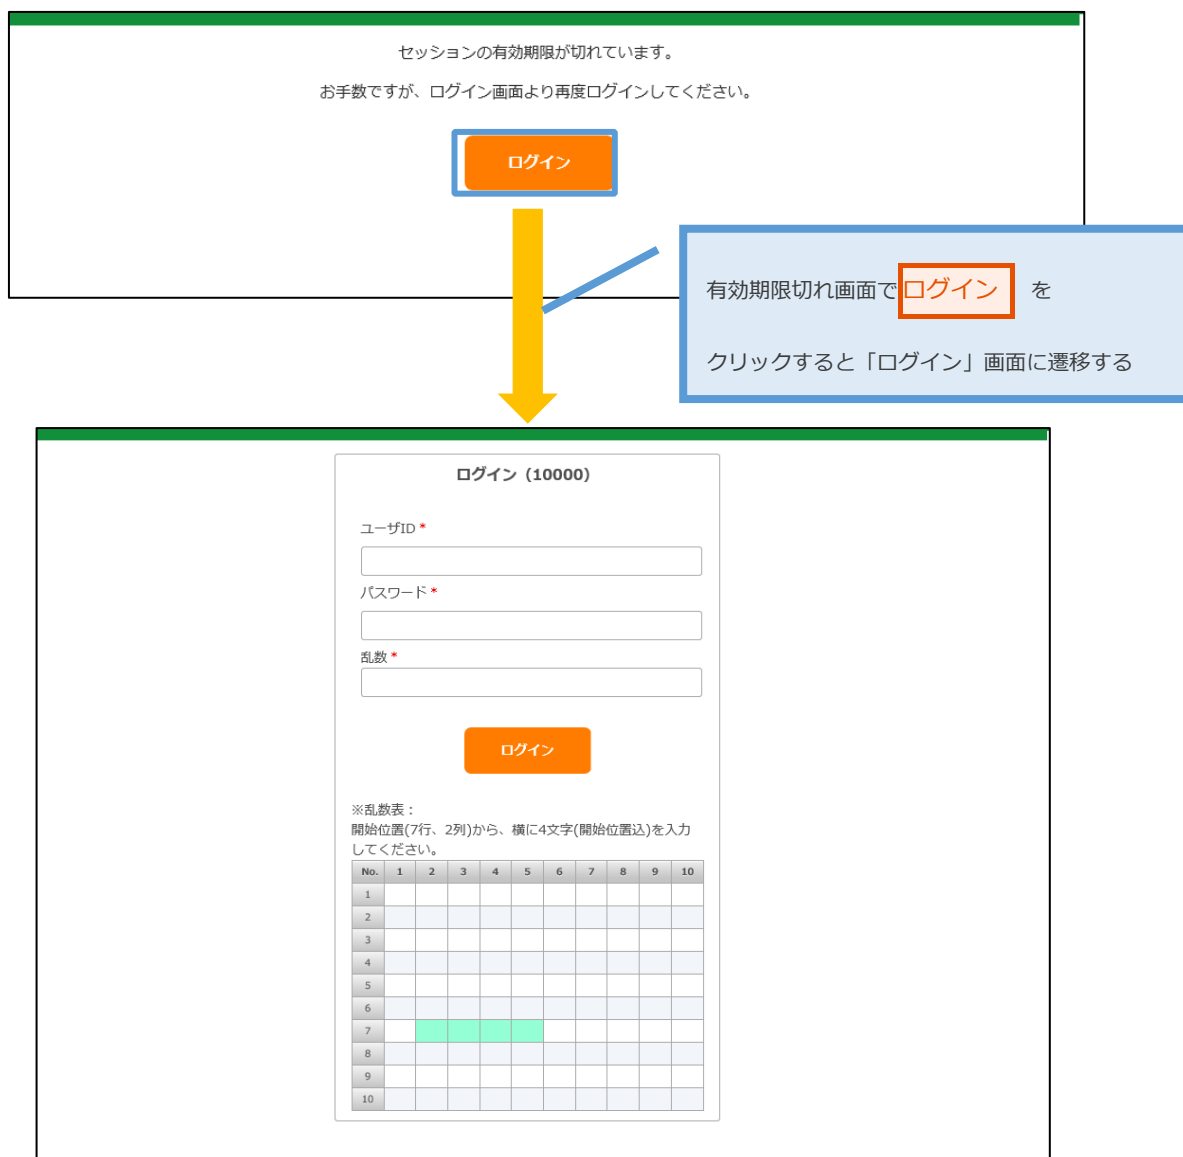 セッションの有効期限が切れています。
お手数ですが、ログイン画面より再度ログインしてください。
ログイン
有効期限切れ画面でログイン を
クリックすると「ログイン」画面に遷移する
ログイン（10000）
ユーザID *
パスワード *
乱数 *
ログイン
※乱数表：
開始位置(7行、2列)から、横に4文字(開始位置込)を入力
してください。
No. 1 2 3 4 5 6 7 8 9 10
1
2
3
4
5
6
7
8
9
10